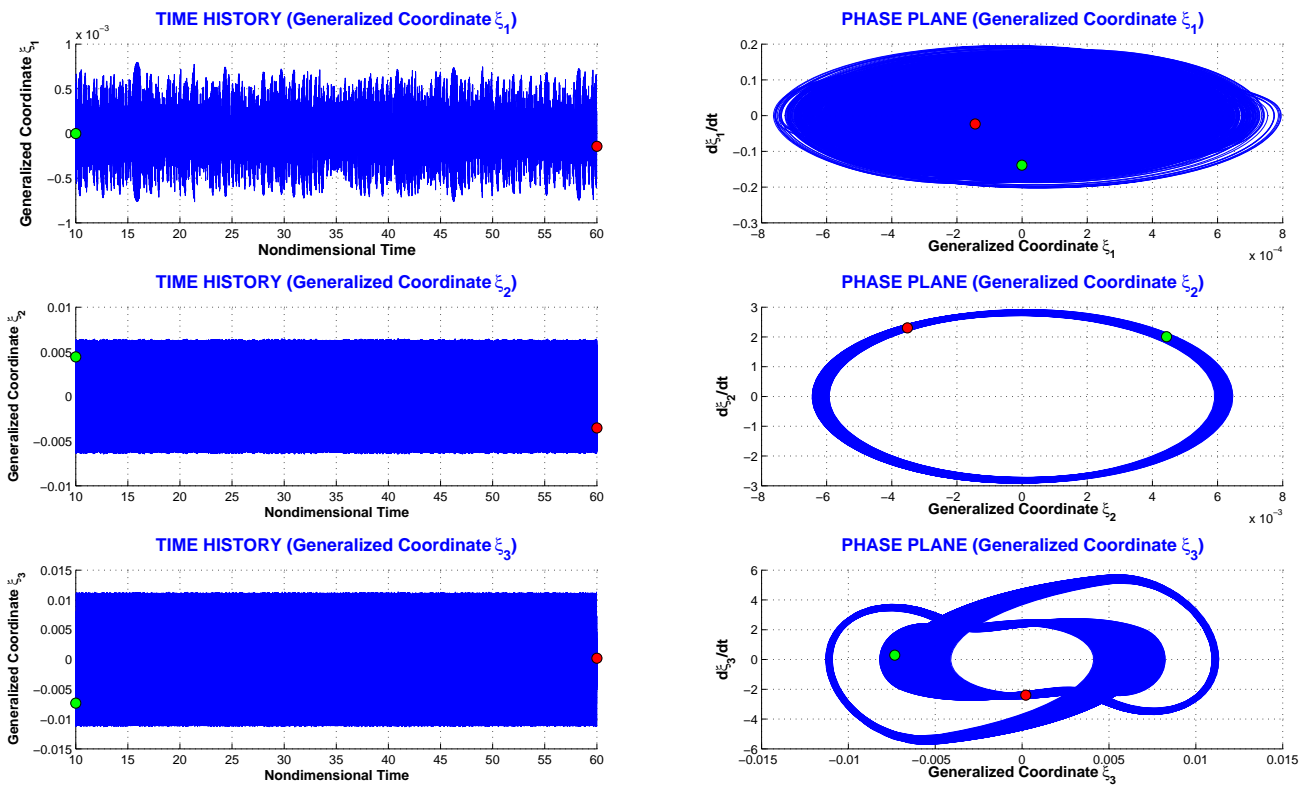 TIME HISTORY (Generalized Coordinate ξ1)
x 10−3
1
0.5
0
−0.5
−1
Generalized Coordinate ξ1
10 15 20 25 30 35 40 45 50 55 60
Nondimensional Time
PHASE PLANE (Generalized Coordinate ξ1)
0.2
0.1
0
−0.1
−0.2
−0.3
dξ1/dt
−8 −6 −4 −2 0 2 4 6 8
x 10−4
Generalized Coordinate ξ1
TIME HISTORY (Generalized Coordinate ξ2)
0.01
0.005
0
−0.005
−0.01
Generalized Coordinate ξ2
10 15 20 25 30 35 40 45 50 55 60
Nondimensional Time
PHASE PLANE (Generalized Coordinate ξ2)
3
2
1
0
−1
−2
−3
dξ2/dt
−8 −6 −4 −2 0 2 4 6 8
x 10−3
Generalized Coordinate ξ2
TIME HISTORY (Generalized Coordinate ξ3)
0.015
0.01
0.005
0
−0.005
−0.01
−0.015
Generalized Coordinate ξ3
10 15 20 25 30 35 40 45 50 55 60
Nondimensional Time
PHASE PLANE (Generalized Coordinate ξ3)
6
4
2
0
−2
−4
−6
dξ3/dt
−0.015 −0.01 −0.005 0 0.005 0.01 0.015
Generalized Coordinate ξ3